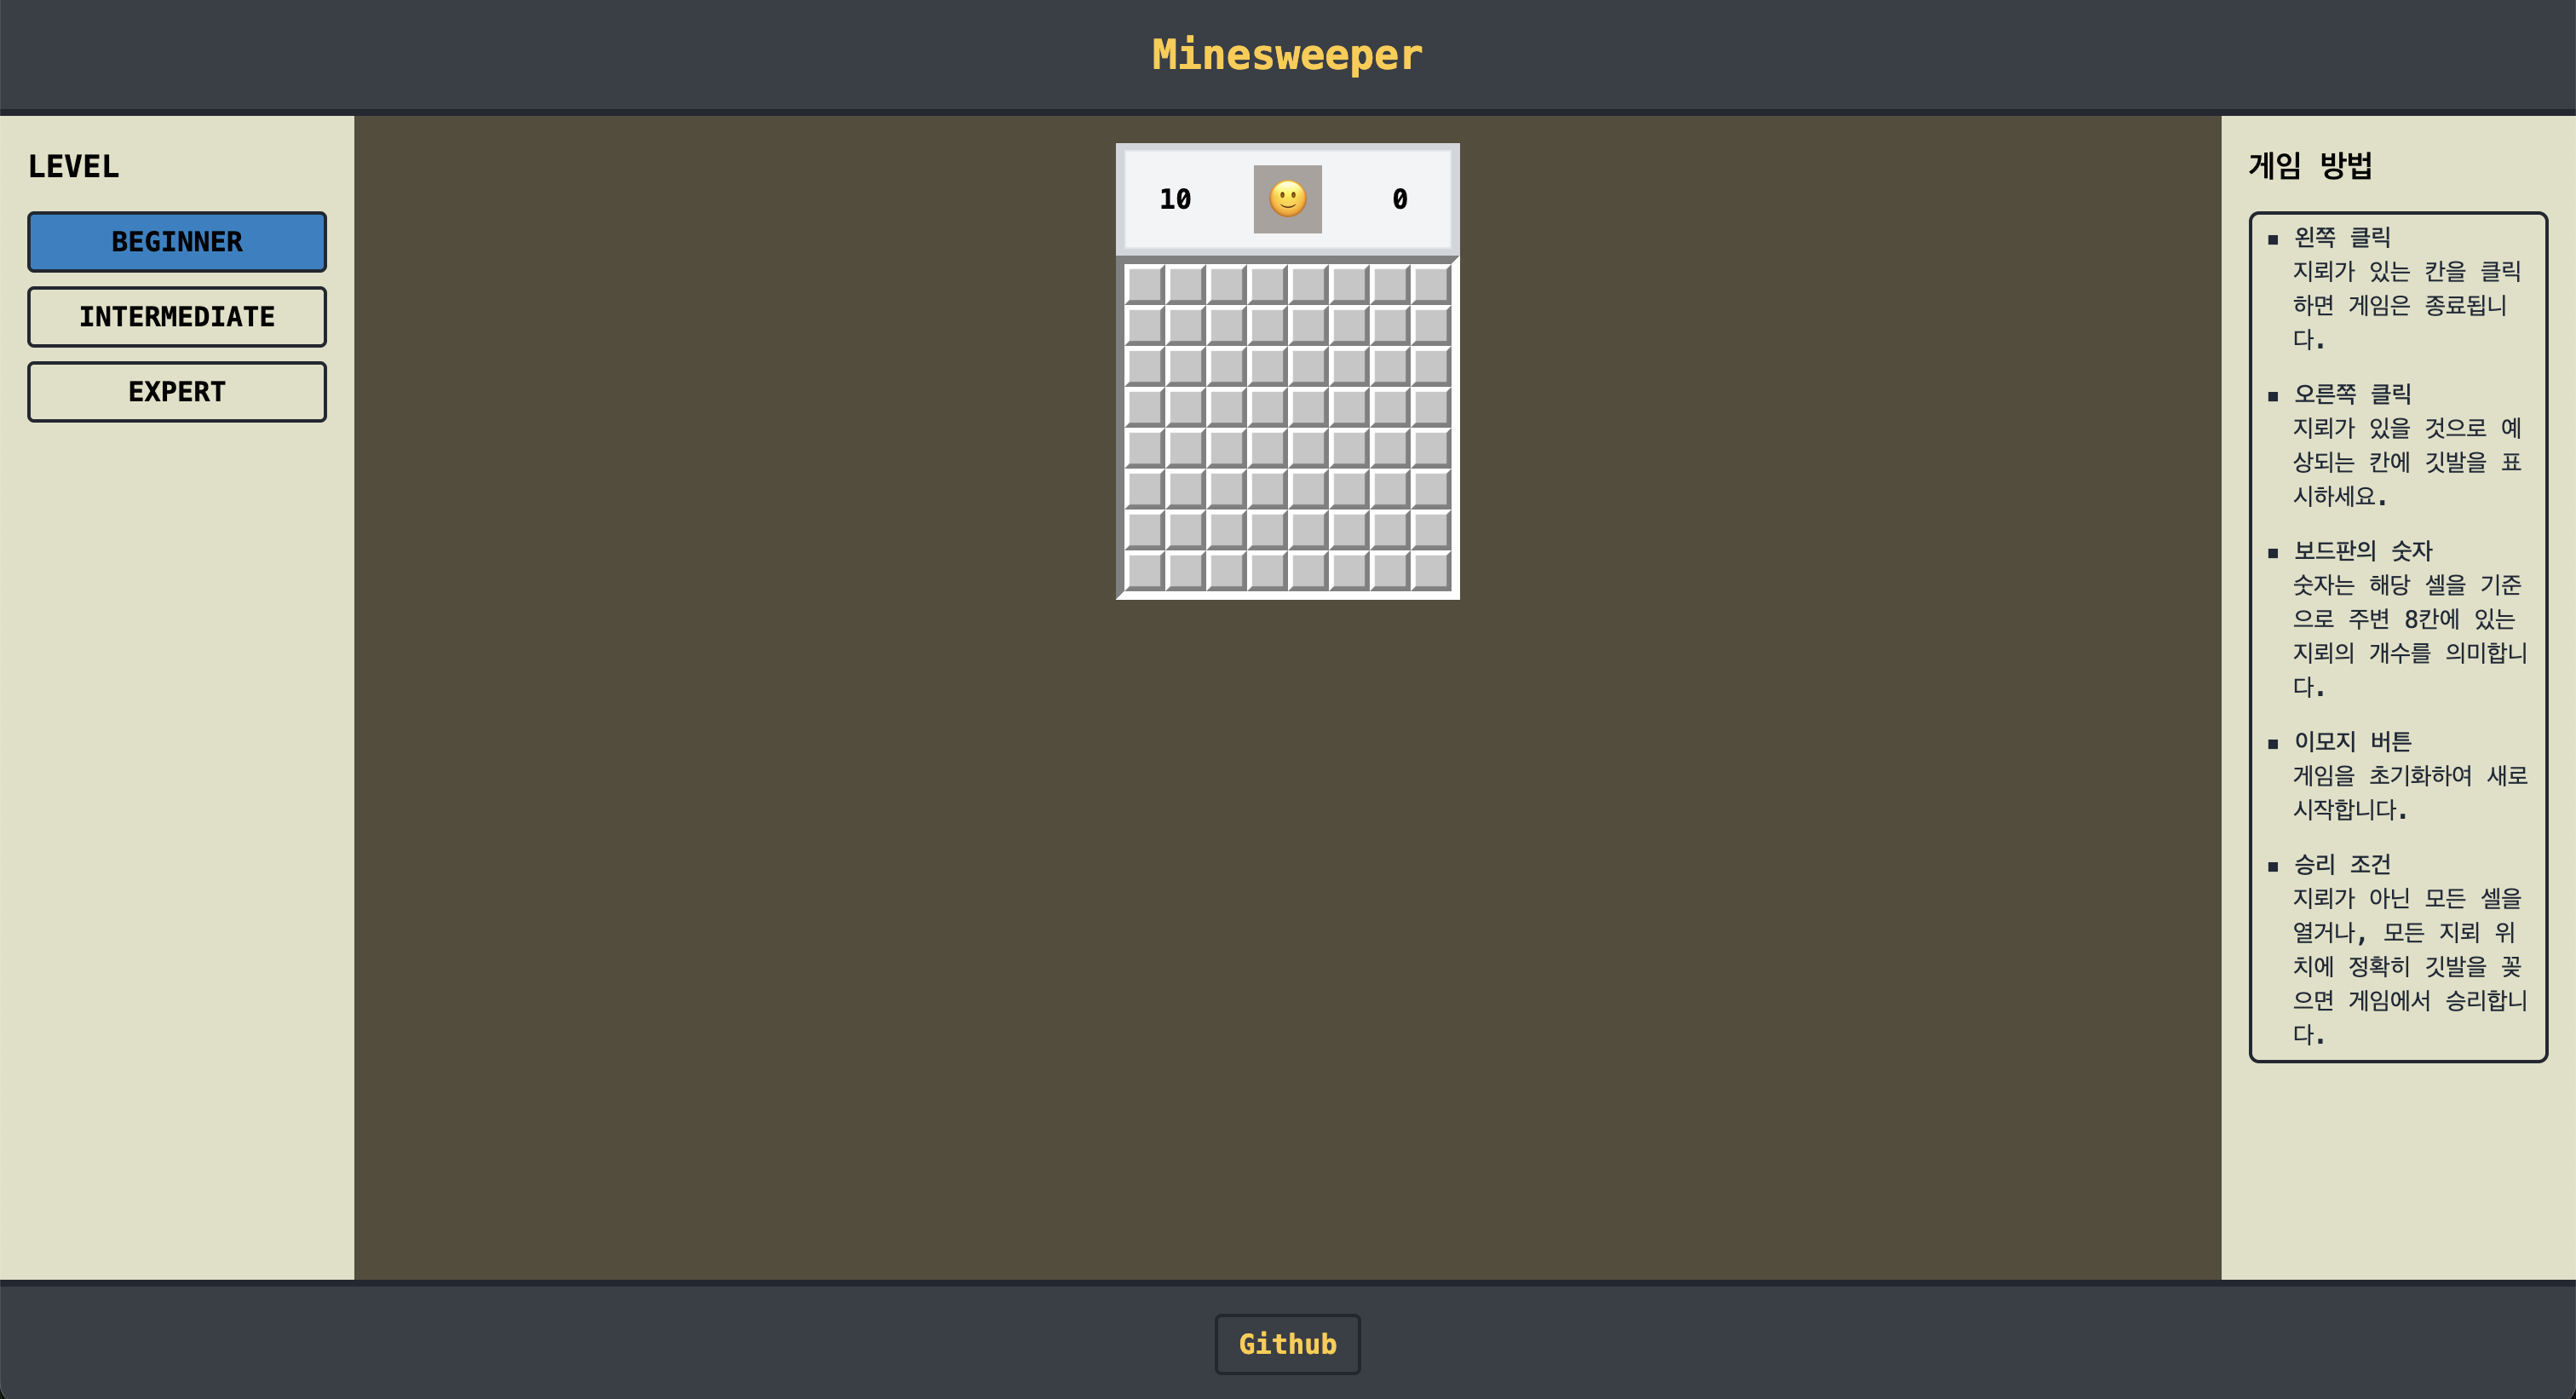 Minesweeper
LEVEL
BEGINNER
INTERMEDIATE
EXPERT
10
0
게임 방법
왼쪽 클릭
지뢰가 있는 칸을 클릭
하면 게임은 종료됩니
다.
오른쪽 클릭
지뢰가 있을 것으로 예
상되는 칸에 깃발을 표
시하세요.
보드판의 숫자
숫자는 해당 셀을 기준
으로 주변 8칸에 있는
지뢰의 개수를 의미합니
다.
이모지 버튼
게임을 초기화하여 새로
시작합니다.
승리 조건
지뢰가 아닌 모든 셀을
열거나, 모든 지뢰 위
치에 정확히 깃발을 꽃
으면 게임에서 승리합니
다.
Github